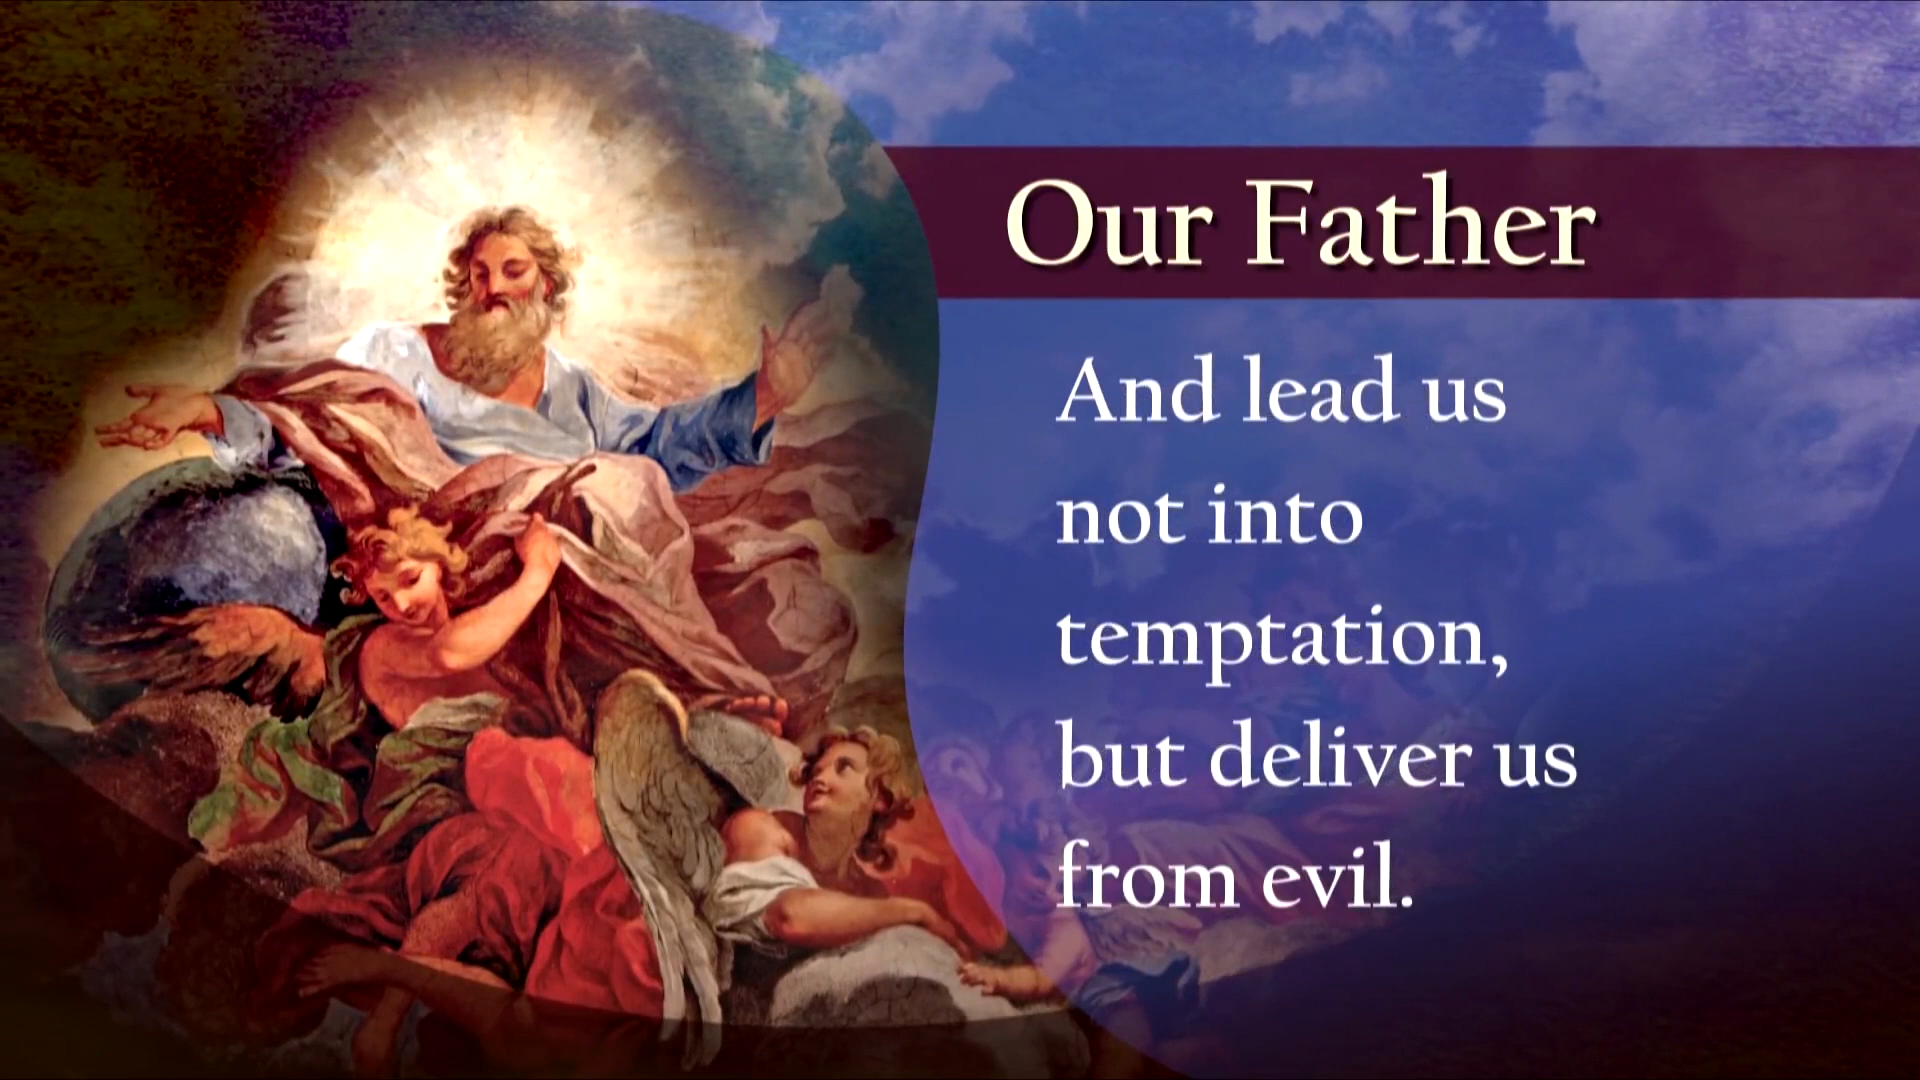 Our Father
And lead us
not into
temptation,
but deliver us
from evil.